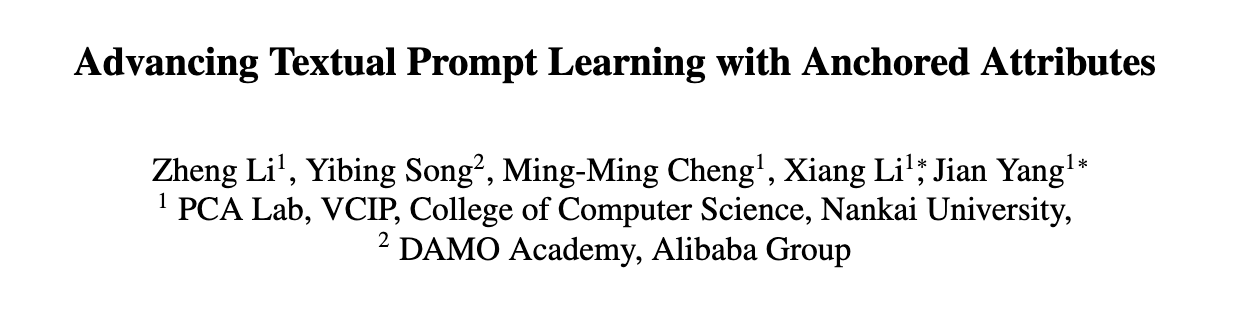 Advancing Textual Prompt Learning with Anchored Attributes
Zheng Li¹, Yibing Song², Ming-Ming Cheng¹, Xiang Li¹*, Jian Yang¹*
¹ PCA Lab, VCIP, College of Computer Science, Nankai University,
² DAMO Academy, Alibaba Group